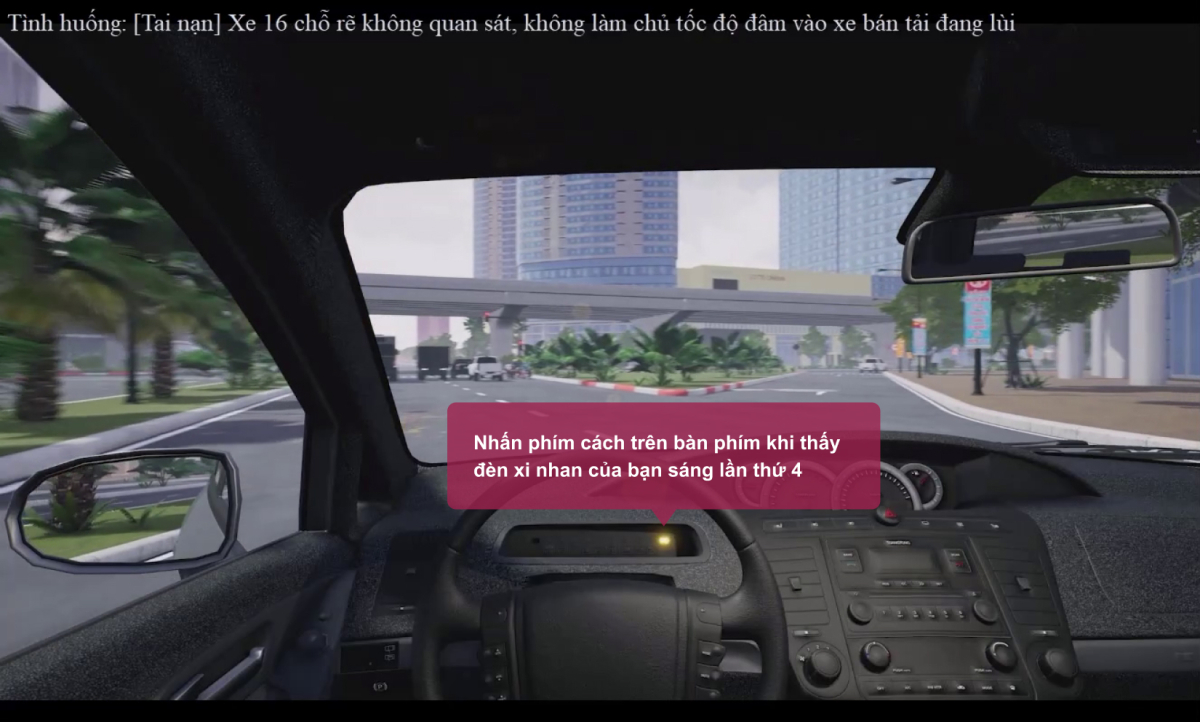 Tình huống: [Tai nạn] Xe 16 chỗ rẽ không quan sát, không làm chủ tốc độ đâm vào xe bán tải đang lùi
Nhấn phím cách trên bàn phím khi thấy
đèn xi nhan của bạn sáng lần thứ 4